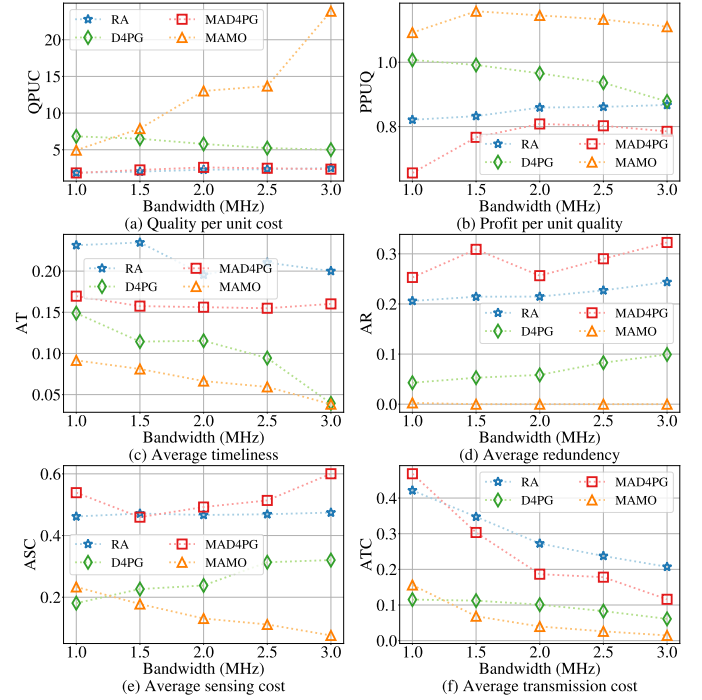 20
15
10
5
QPUC
RA
MAD4PG
D4PG
MAMO
1.0 1.5 2.0 2.5 3.0
Bandwidth (MHz)
(a) Quality per unit cost
1.0
0.8
PPUQ
RA
MAD4PG
D4PG
MAMO
1.0 1.5 2.0 2.5 3.0
Bandwidth (MHz)
(b) Profit per unit quality
0.20
0.15
0.10
0.05
AT
RA
MAD4PG
D4PG
MAMO
1.0 1.5 2.0 2.5 3.0
Bandwidth (MHz)
(c) Average timeliness
0.3
0.2
0.1
0.0
AR
RA
MAD4PG
D4PG
MAMO
1.0 1.5 2.0 2.5 3.0
Bandwidth (MHz)
(d) Average redundancy
0.6
0.4
0.2
ASC
RA
MAD4PG
D4PG
MAMO
1.0 1.5 2.0 2.5 3.0
Bandwidth (MHz)
(e) Average sensing cost
0.4
0.3
0.2
0.1
0.0
ATC
RA
MAD4PG
D4PG
MAMO
1.0 1.5 2.0 2.5 3.0
Bandwidth (MHz)
(f) Average transmission cost